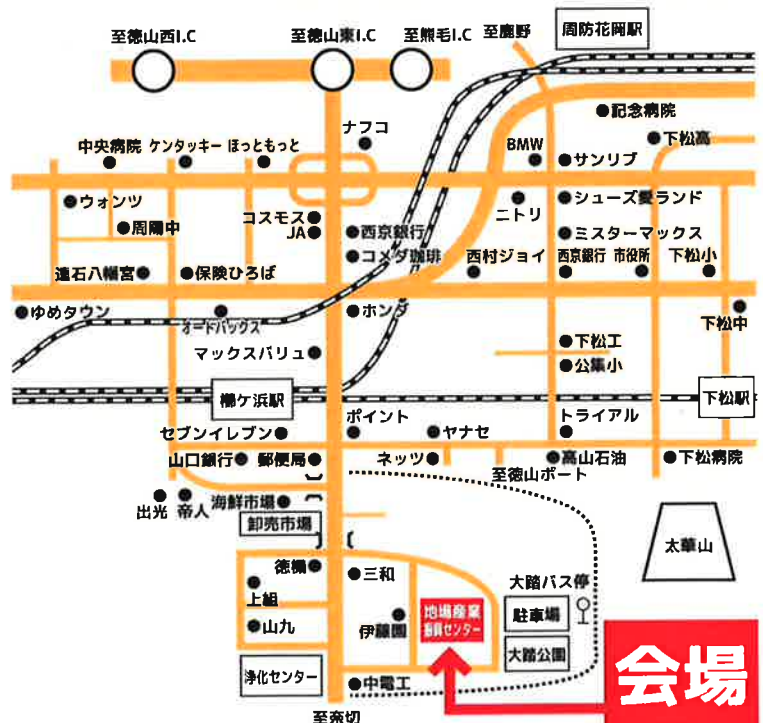 周防花岡駅
至徳山西I.C
至徳山東I.C
至熊毛I.C
至鹿野
記念病院
ナフコ
BMW
下松高
中央病院
ケンタッキー
ほっともっと
サンリブ
ウォンツ
コスモス
ニトリ
シューズ愛ランド
周陽中
JA
西京銀行
ミスターマックス
コメダ珈琲
西村ジョイ
西京銀行
市役所
下松小
遠石八幡宮
保険ひろば
ゆめタウン
オートバックス
ホンダ
下松中
マックスバリュ
下松工
公集小
櫛ケ浜駅
下松駅
ポイント
トライアル
セブンイレブン
ヤナセ
山口銀行
郵便局
ネッツ
高山石油
下松病院
至徳山ポート
出光
帝人
海鮮市場
卸売市場
太華山
徳機
三和
大踏バス停
上組
伊藤園
地場産業
振興センター
駐車場
山九
大踏公園
会場
浄化センター
中電工
至奈切